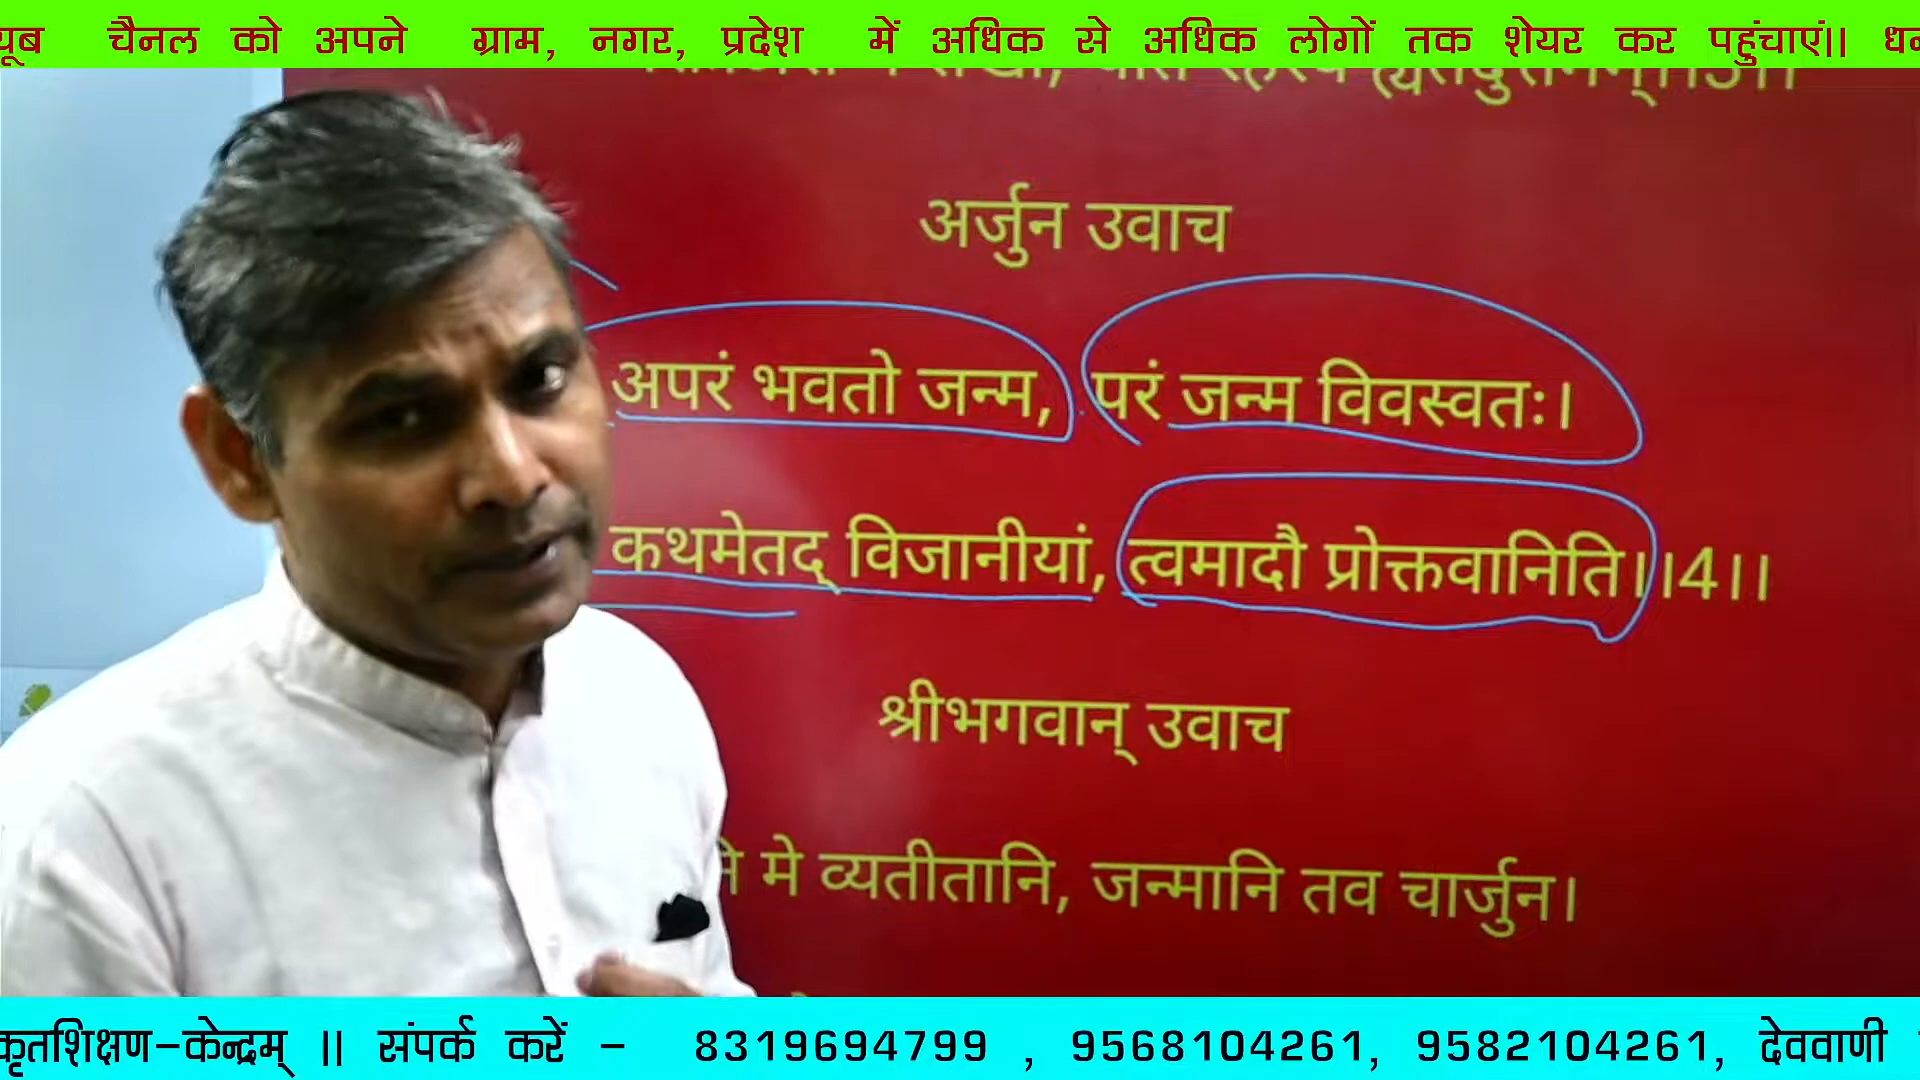 यूब चैनल को अपने ग्राम, नगर, प्रदेश में अधिक से अधिक लोगों तक शेयर कर पहुंचाएं॥
अर्जुन उवाच
अपरं भवतो जन्म, परं जन्म विवस्वतः।
कथमेतद् विजानीयां, त्वमादौ प्रोक्तवानिति।।4।।
श्रीभगवान् उवाच
मे व्यतीतानि, जन्मानि तव चार्जुन।
कृतशिक्षण-केन्द्रम् ॥ संपर्क करें - 8319694799 , 9568104261, 9582104261, देववाणी